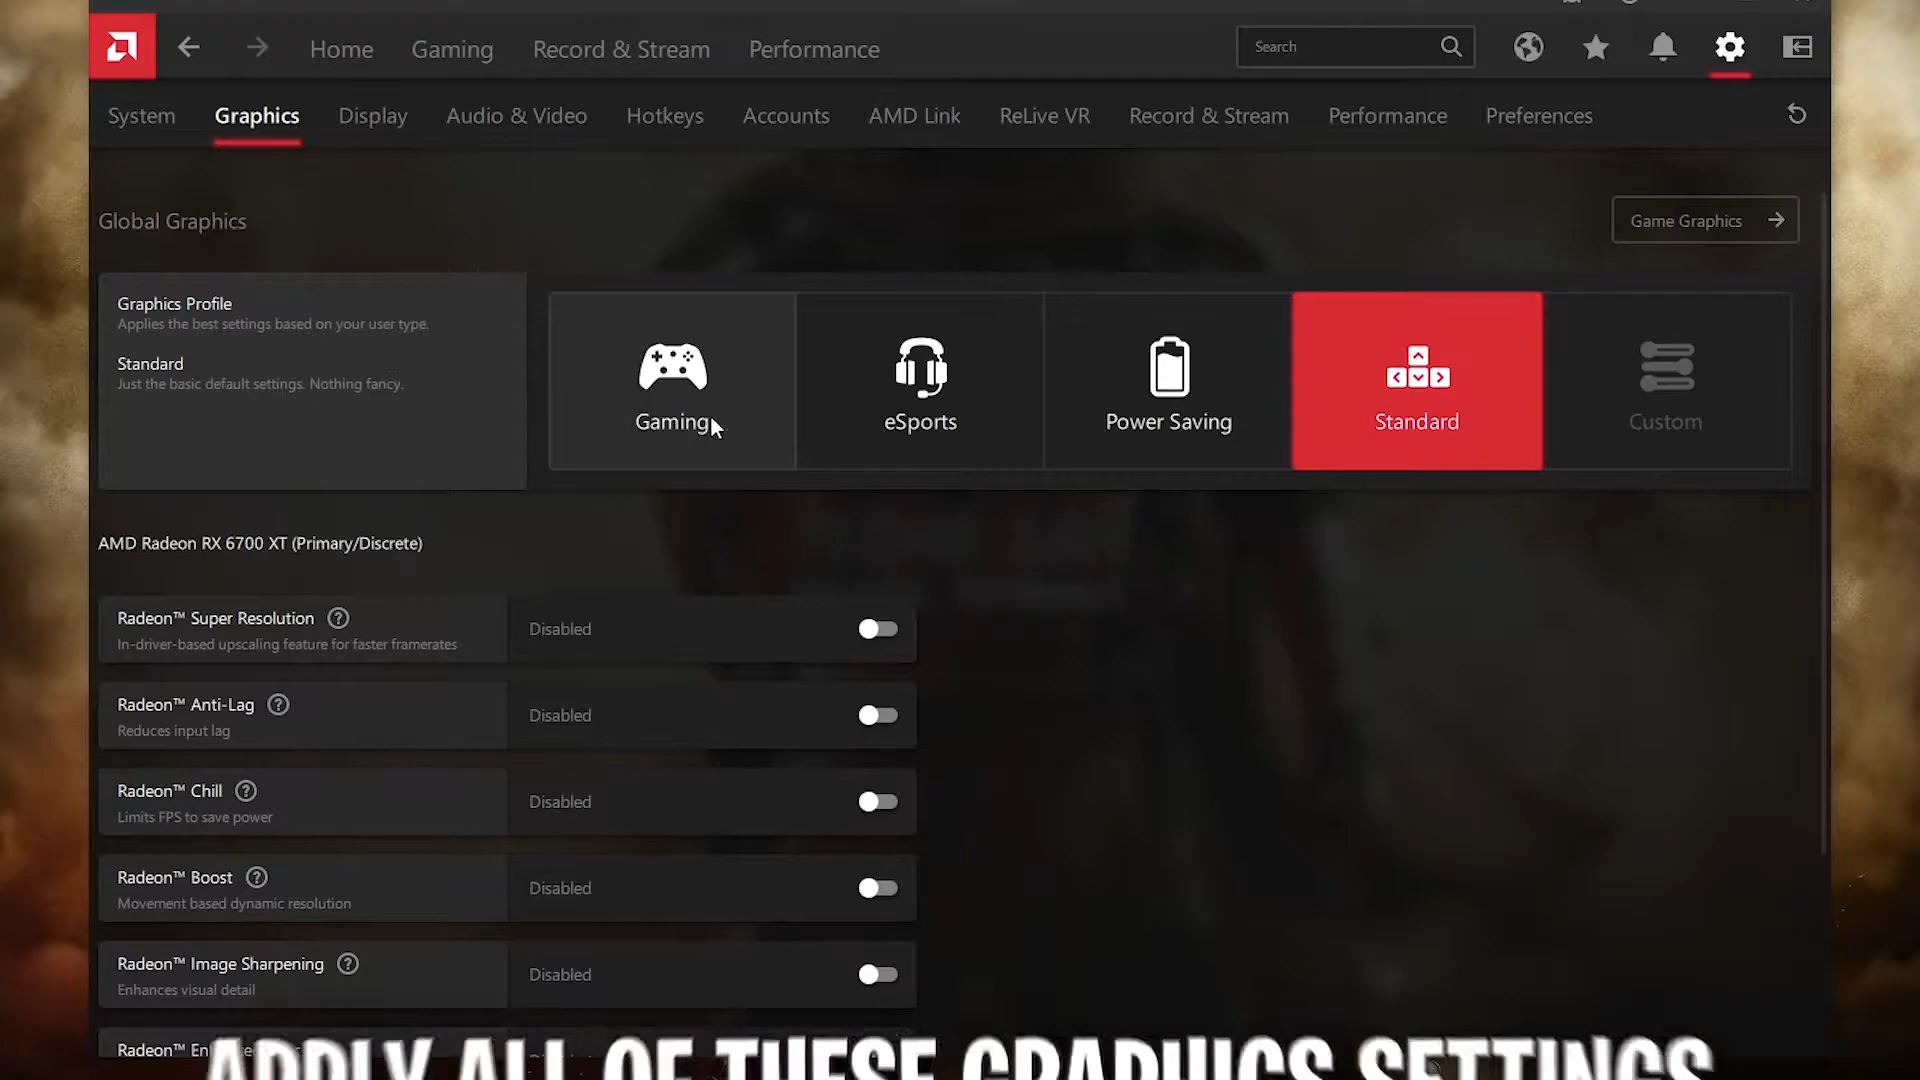 Home
Gaming
Record & Stream
Performance
Search
System
Graphics
Display
Audio & Video
Hotkeys
Accounts
AMD Link
ReLive VR
Record & Stream
Performance
Preferences
Global Graphics
Game Graphics
Graphics Profile
Applies the best settings based on your user type.
Standard
Just the basic default settings. Nothing fancy.
Gaming
eSports
Power Saving
Standard
Custom
AMD Radeon RX 6700 XT (Primary/Discrete)
Radeon™ Super Resolution
In-driver-based upscaling feature for faster framerates
Disabled
Radeon™ Anti-Lag
Reduces input lag
Disabled
Radeon™ Chill
Limits FPS to save power
Disabled
Radeon™ Boost
Movement based dynamic resolution
Disabled
Radeon™ Image Sharpening
Enhances visual detail
Disabled
Radeon™
APPLY ALL OF THESE GRAPHICS SETTINGS